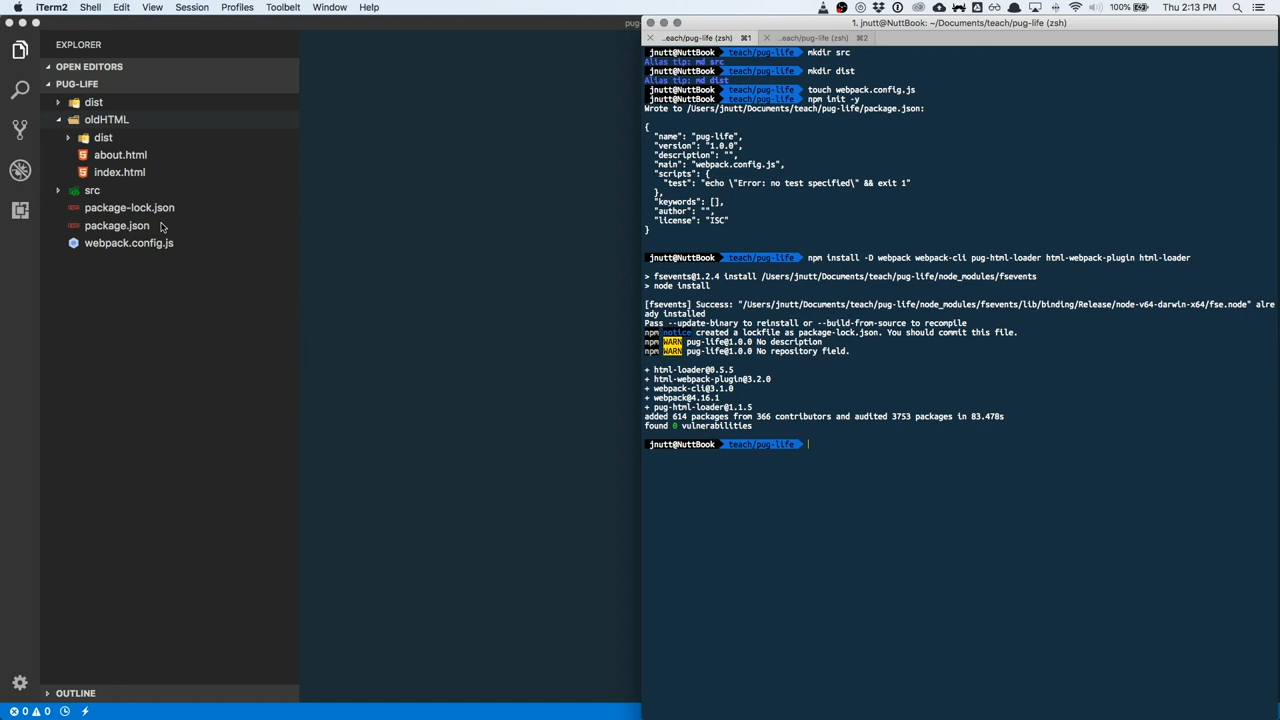 iTerm2 Shell Edit View Session Profiles Toolbelt Window Help 100% Thu 2:13 PM
pug-
1. jnutt@NuttBook: ~/Documents/teach/pug-life (zsh)
..each/pug-life (zsh) ⌘1 ..each/pug-life (zsh) ⌘2
EXPLORER
OPEN EDITORS
PUG-LIFE
dist
oldHTML
dist
about.html
index.html
src
package-lock.json
package.json
webpack.config.js
OUTLINE
0 0
jnutt@NuttBook teach/pug-life mkdir src
Alias tip: md src
jnutt@NuttBook teach/pug-life mkdir dist
Alias tip: md dist
jnutt@NuttBook teach/pug-life touch webpack.config.js
jnutt@NuttBook teach/pug-life npm init -y
Wrote to /Users/jnutt/Documents/teach/pug-life/package.json:
{
"name": "pug-life",
"version": "1.0.0",
"description": "",
"main": "webpack.config.js",
"scripts": {
"test": "echo \"Error: no test specified\" && exit 1"
},
"keywords": [],
"author": "",
"license": "ISC"
}
jnutt@NuttBook teach/pug-life npm install -D webpack webpack-cli pug-html-loader html-webpack-plugin html-loader
> fsevents@1.2.4 install /Users/jnutt/Documents/teach/pug-life/node_modules/fsevents
> node install
[fsevents] Success: "/Users/jnutt/Documents/teach/pug-life/node_modules/fsevents/lib/binding/Release/node-v64-darwin-x64/fse.node" alre
ady installed
Pass --update-binary to reinstall or --build-from-source to recompile
npm notice created a lockfile as package-lock.json. You should commit this file.
npm WARN pug-life@1.0.0 No description
npm WARN pug-life@1.0.0 No repository field.
+ html-loader@0.5.5
+ html-webpack-plugin@3.2.0
+ webpack-cli@3.1.0
+ webpack@4.16.1
+ pug-html-loader@1.1.5
added 614 packages from 366 contributors and audited 3753 packages in 83.478s
found 0 vulnerabilities
jnutt@NuttBook teach/pug-life